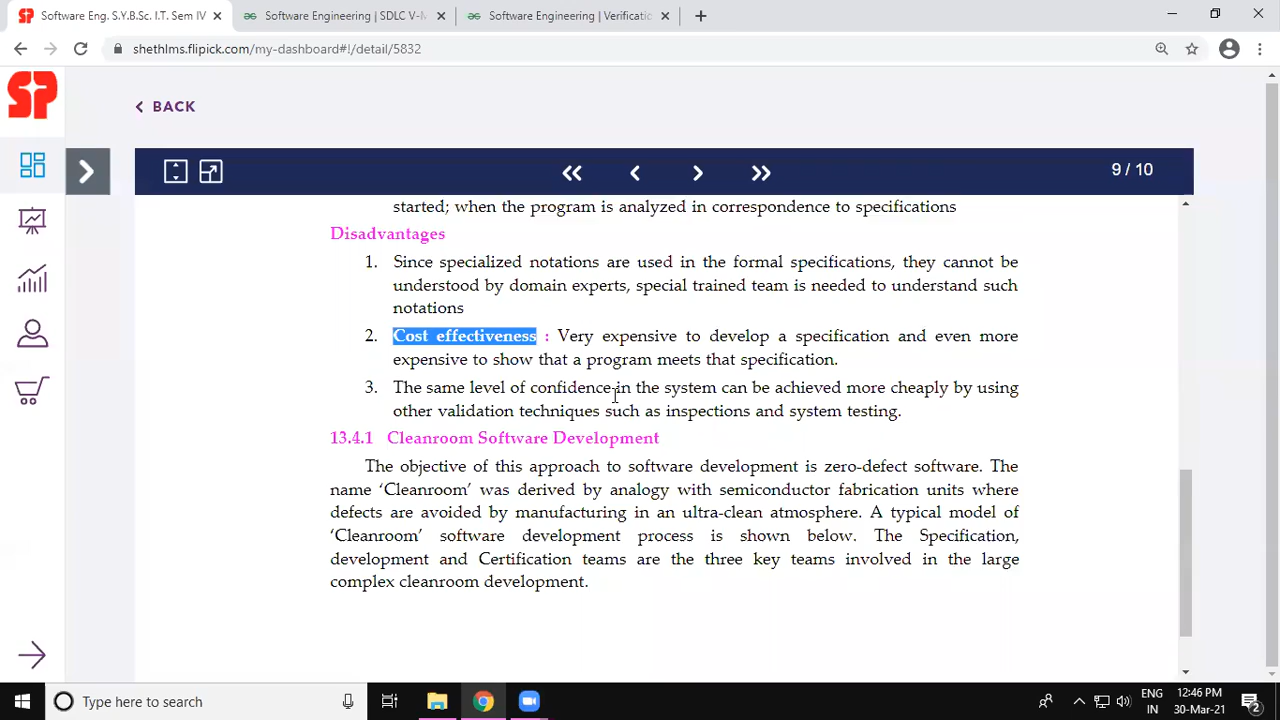 Software Eng. S.Y.B.Sc. I.T. Sem IV
Software Engineering | SDLC V-M
Software Engineering | Verificatio
shethlms.flipick.com/my-dashboard#!/detail/5832
SP
BACK
9 / 10
started; when the program is analyzed in correspondence to specifications
Disadvantages
1. Since specialized notations are used in the formal specifications, they cannot be
understood by domain experts, special trained team is needed to understand such
notations
2. Cost effectiveness : Very expensive to develop a specification and even more
expensive to show that a program meets that specification.
3. The same level of confidence in the system can be achieved more cheaply by using
other validation techniques such as inspections and system testing.
13.4.1 Cleanroom Software Development
The objective of this approach to software development is zero-defect software. The
name ‘Cleanroom’ was derived by analogy with semiconductor fabrication units where
defects are avoided by manufacturing in an ultra-clean atmosphere. A typical model of
‘Cleanroom’ software development process is shown below. The Specification,
development and Certification teams are the three key teams involved in the large
complex cleanroom development.
Type here to search
ENG
IN
12:46 PM
30-Mar-21
2